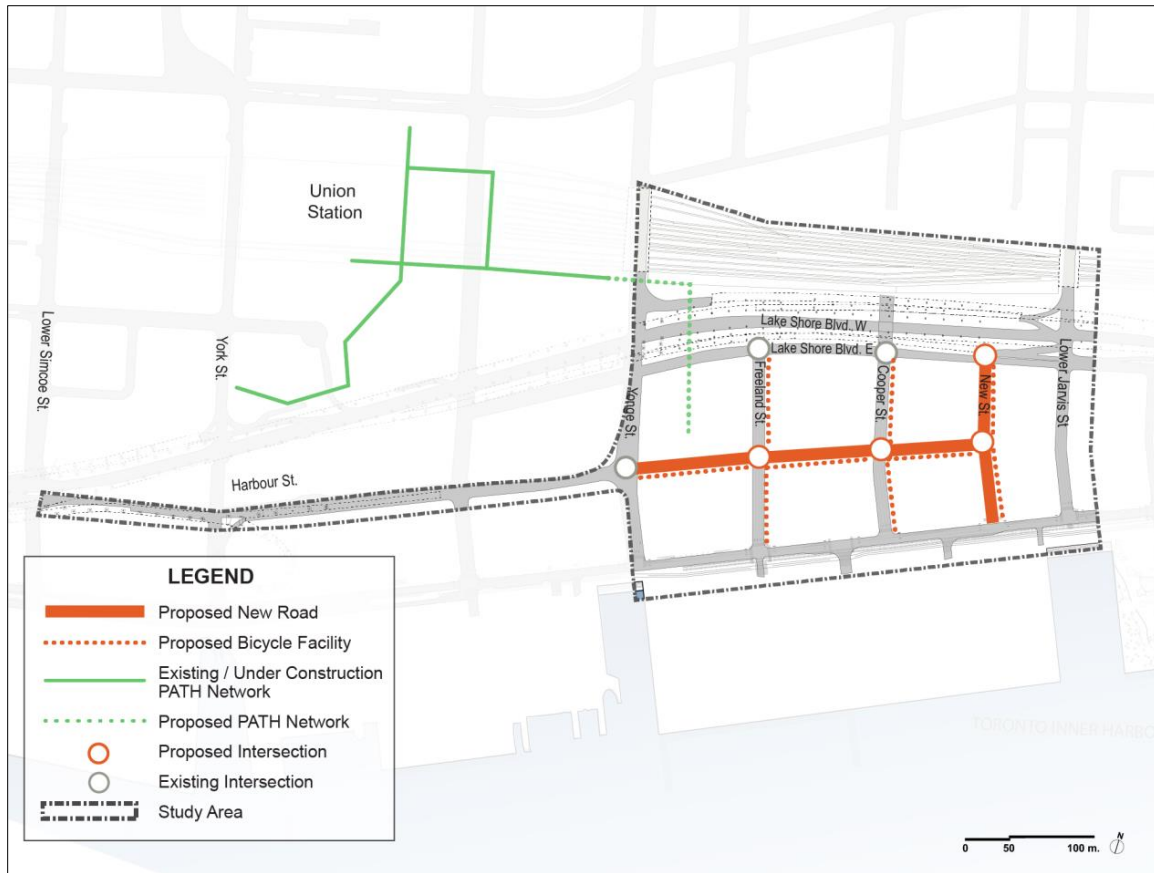 Union
Station
Lake Shore Blvd. W
Lake Shore Blvd. E
Lower Simcoe St.
York St.
Yonge St.
Freeland St.
Cooper St.
New St.
Lower Jarvis St
Harbour St.
LEGEND
Proposed New Road
Proposed Bicycle Facility
Existing / Under Construction
PATH Network
Proposed PATH Network
Proposed Intersection
Existing Intersection
Study Area
TORONTO INNER HARBO
0 50 100 m.
N